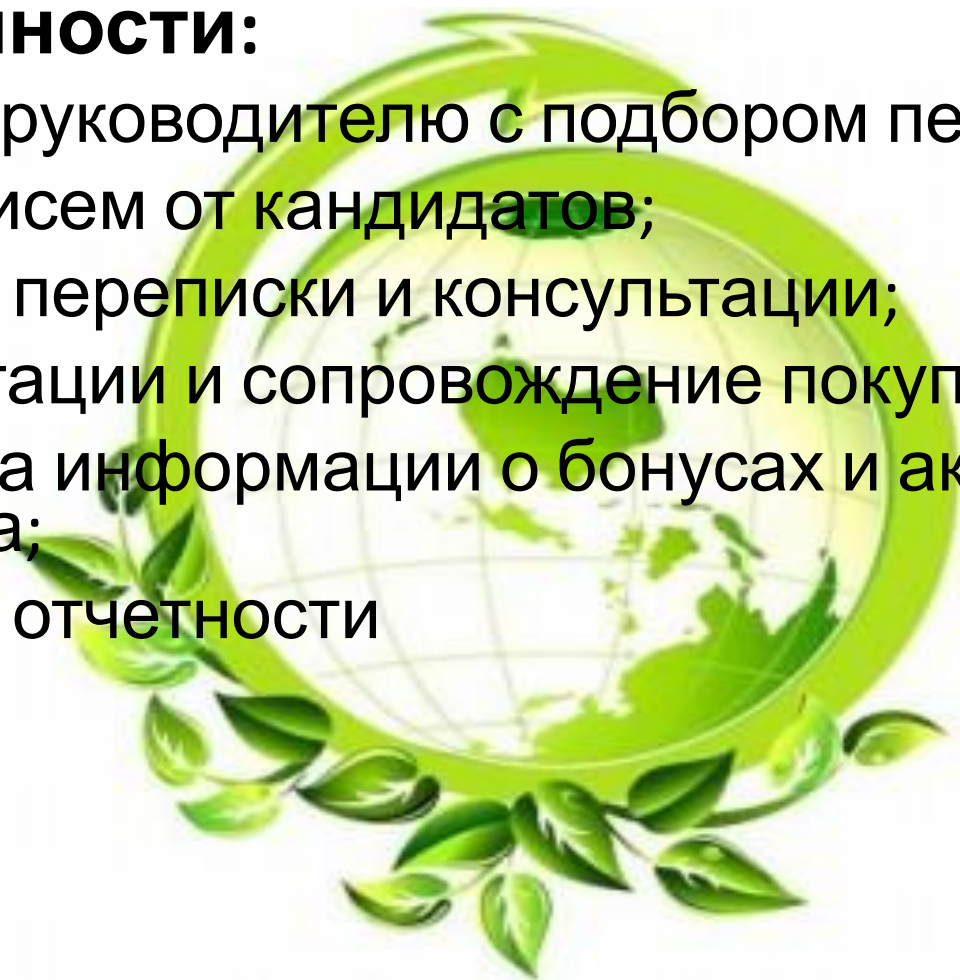 нности:
руководителю с подбором пе
исем от кандидатов;
переписки и консультации;
тации и сопровождение покуп
а информации о бонусах и ак
а;
отчетности